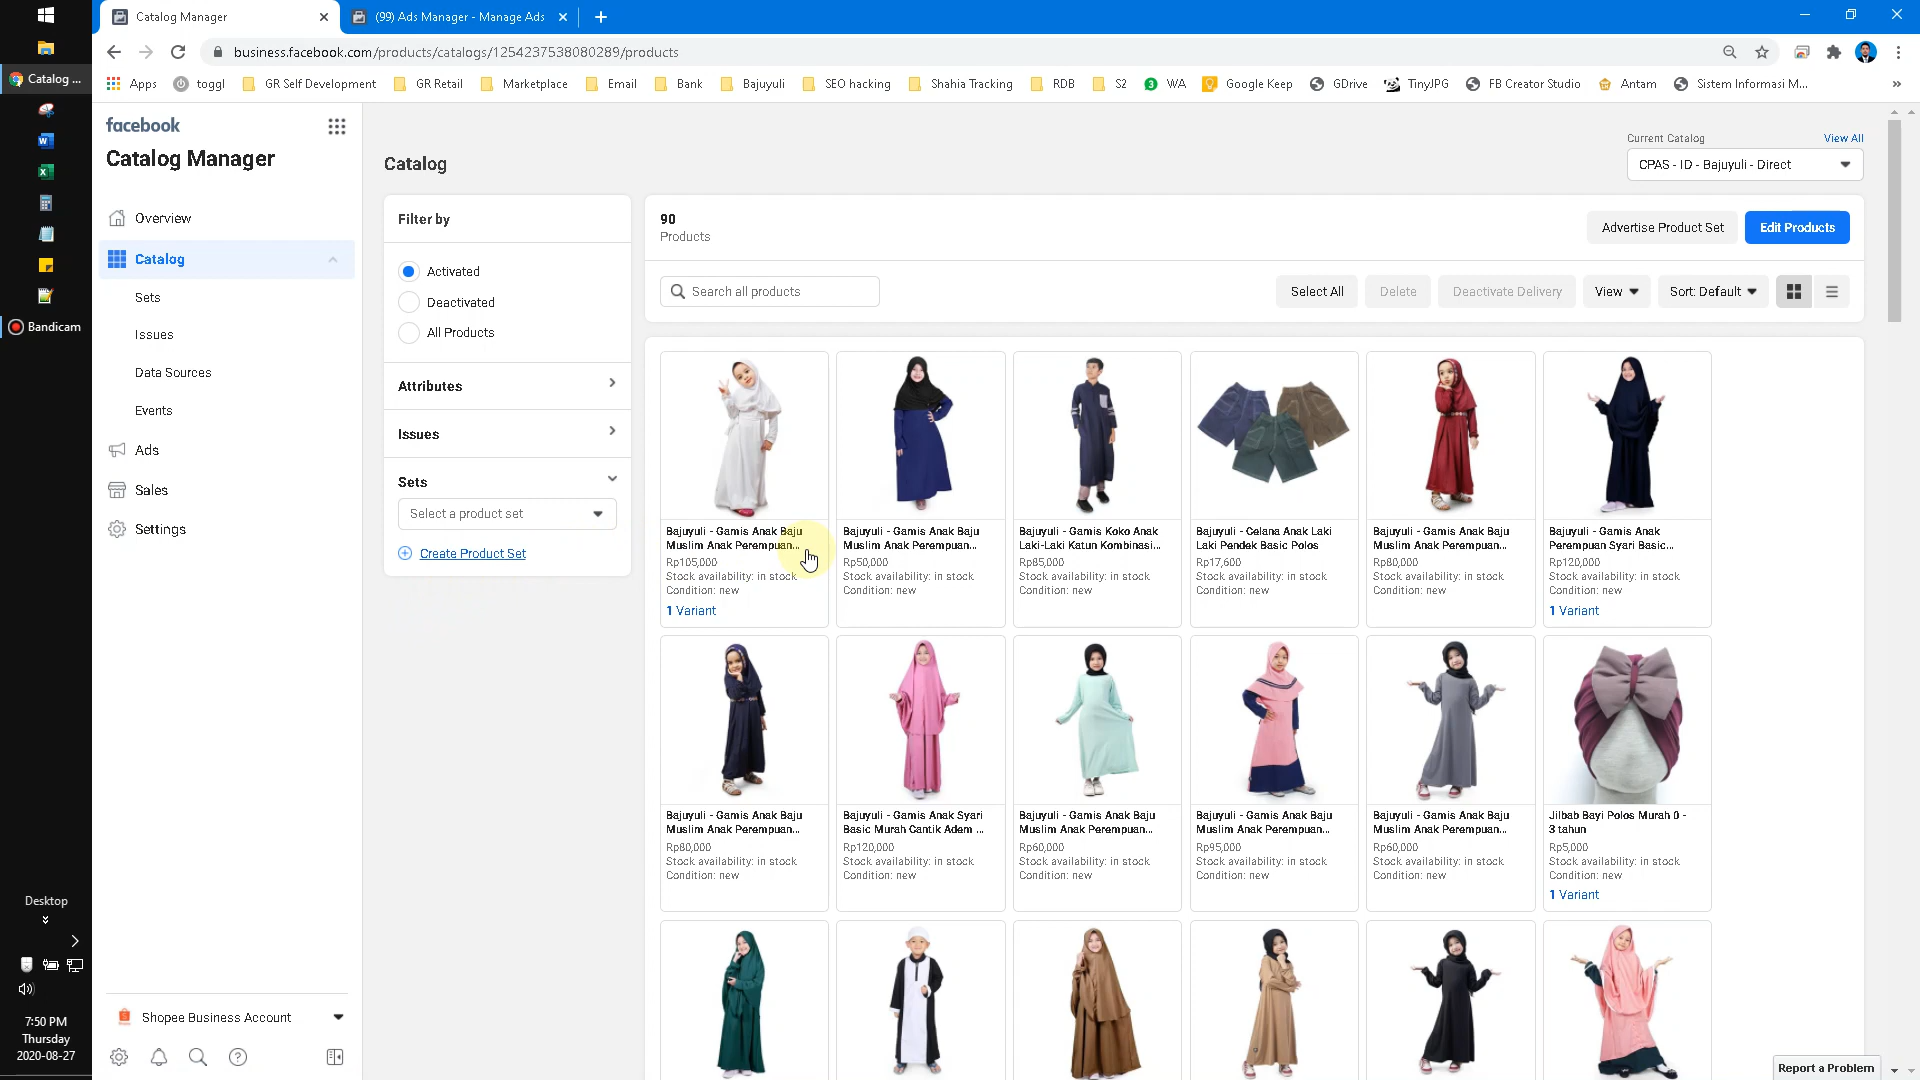 Catalog Manager
(99) Ads Manager - Manage Ads
business.facebook.com/products/catalogs/1254237538080289/products
Catalog ...
Apps
toggl
GR Self Development
GR Retail
Marketplace
Email
Bank
Bajuyuli
SEO hacking
Shahia Tracking
RDB
S2
WA
Google Keep
GDrive
TinyJPG
FB Creator Studio
Antam
Sistem Informasi M...
facebook
Catalog Manager
Overview
Catalog
Sets
Issues
Data Sources
Events
Ads
Sales
Settings
Shopee Business Account
Bandicam
Desktop
7:50 PM
Thursday
2020-08-27
Catalog
Current Catalog
View All
CPAS - ID - Bajuyuli - Direct
Filter by
Activated
Deactivated
All Products
Attributes
Issues
Sets
Select a product set
Create Product Set
90
Products
Advertise Product Set
Edit Products
Search all products
Select All
Delete
Deactivate Delivery
View
Sort: Default
Bajuyuli - Gamis Anak Baju
Muslim Anak Perempuan...
Rp105,000
Stock availability: in stock
Condition: new
1 Variant
Bajuyuli - Gamis Anak Baju
Muslim Anak Perempuan...
Rp50,000
Stock availability: in stock
Condition: new
Bajuyuli - Gamis Koko Anak
Laki-Laki Katun Kombinasi...
Rp85,000
Stock availability: in stock
Condition: new
Bajuyuli - Celana Anak Laki
Laki Pendek Basic Polos
Rp17,600
Stock availability: in stock
Condition: new
Bajuyuli - Gamis Anak Baju
Muslim Anak Perempuan...
Rp80,000
Stock availability: in stock
Condition: new
Bajuyuli - Gamis Anak
Perempuan Syari Basic...
Rp120,000
Stock availability: in stock
Condition: new
1 Variant
Bajuyuli - Gamis Anak Baju
Muslim Anak Perempuan...
Rp80,000
Stock availability: in stock
Condition: new
Bajuyuli - Gamis Anak Syari
Basic Murah Cantik Adem ...
Rp120,000
Stock availability: in stock
Condition: new
Bajuyuli - Gamis Anak Baju
Muslim Anak Perempuan...
Rp60,000
Stock availability: in stock
Condition: new
Bajuyuli - Gamis Anak Baju
Muslim Anak Perempuan...
Rp95,000
Stock availability: in stock
Condition: new
Bajuyuli - Gamis Anak Baju
Muslim Anak Perempuan...
Rp60,000
Stock availability: in stock
Condition: new
Jilbab Bayi Polos Murah 0 -
3 tahun
Rp5,000
Stock availability: in stock
Condition: new
1 Variant
Report a Problem